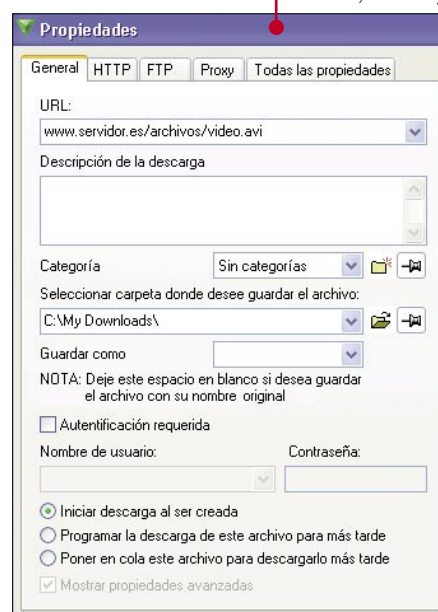 Propiedades
General HTTP FTP Proxy Todas las propiedades
URL:
www.servidor.es/archivos/video.avi
Descripción de la descarga
Categoría Sin categorías
Seleccionar carpeta donde desee guardar el archivo:
C:\My Downloads\
Guardar como
NOTA: Deje este espacio en blanco si desea guardar
el archivo con su nombre original
Autentificación requerida
Nombre de usuario: Contraseña:
Iniciar descarga al ser creada
Programar la descarga de este archivo para más tarde
Poner en cola este archivo para descargarlo más tarde
Mostrar propiedades avanzadas